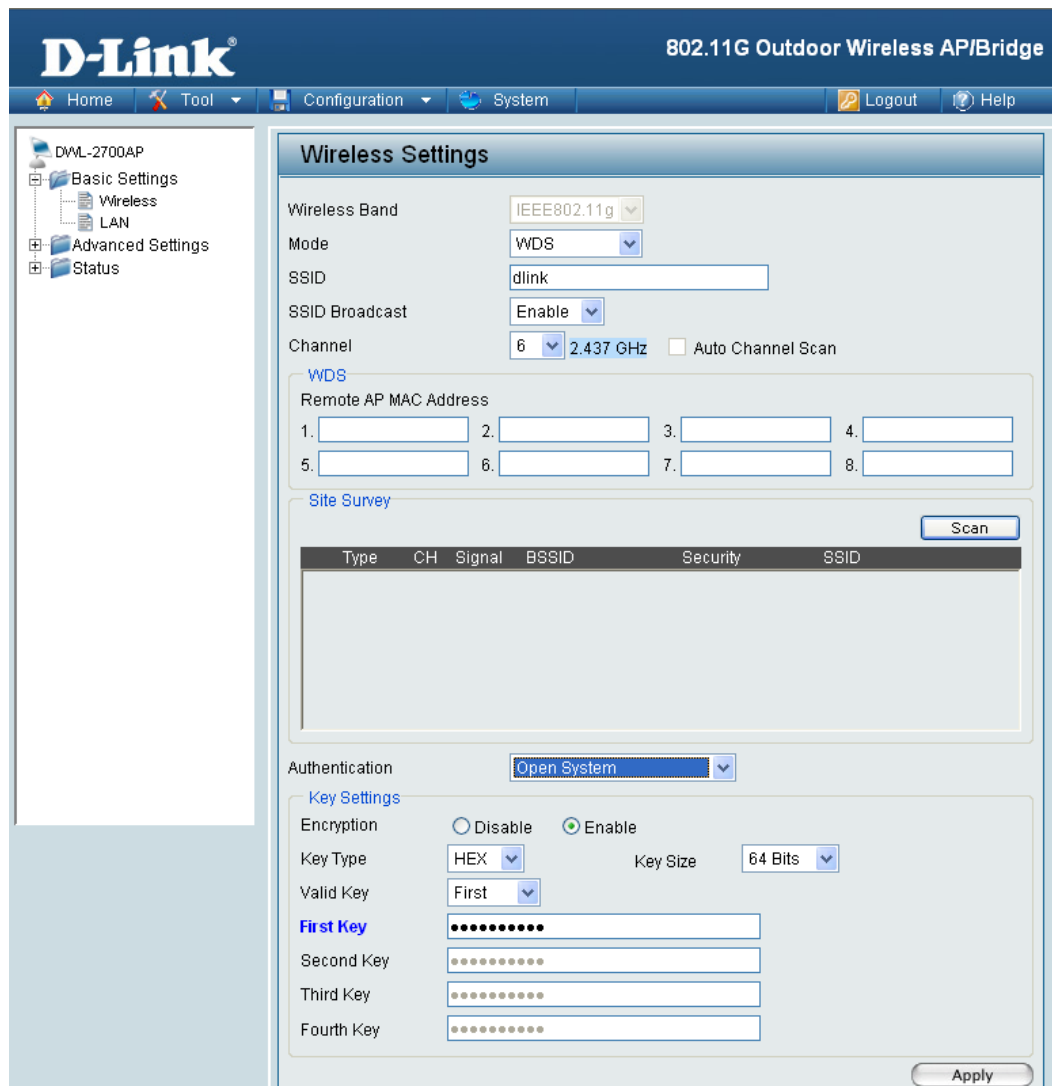 D-Link®
802.11G Outdoor Wireless AP/Bridge
Home Tool Configuration System Logout Help
DWL-2700AP
Basic Settings
Wireless
LAN
Advanced Settings
Status
Wireless Settings
Wireless Band IEEE802.11g
Mode WDS
SSID dlink
SSID Broadcast Enable
Channel 6 2.437 GHz Auto Channel Scan
WDS
Remote AP MAC Address
1. 2. 3. 4.
5. 6. 7. 8.
Site Survey
Scan
Type CH Signal BSSID Security SSID
Authentication Open System
Key Settings
Encryption Disable Enable
Key Type HEX Key Size 64 Bits
Valid Key First
First Key ••••••••••
Second Key ••••••••••
Third Key ••••••••••
Fourth Key ••••••••••
Apply